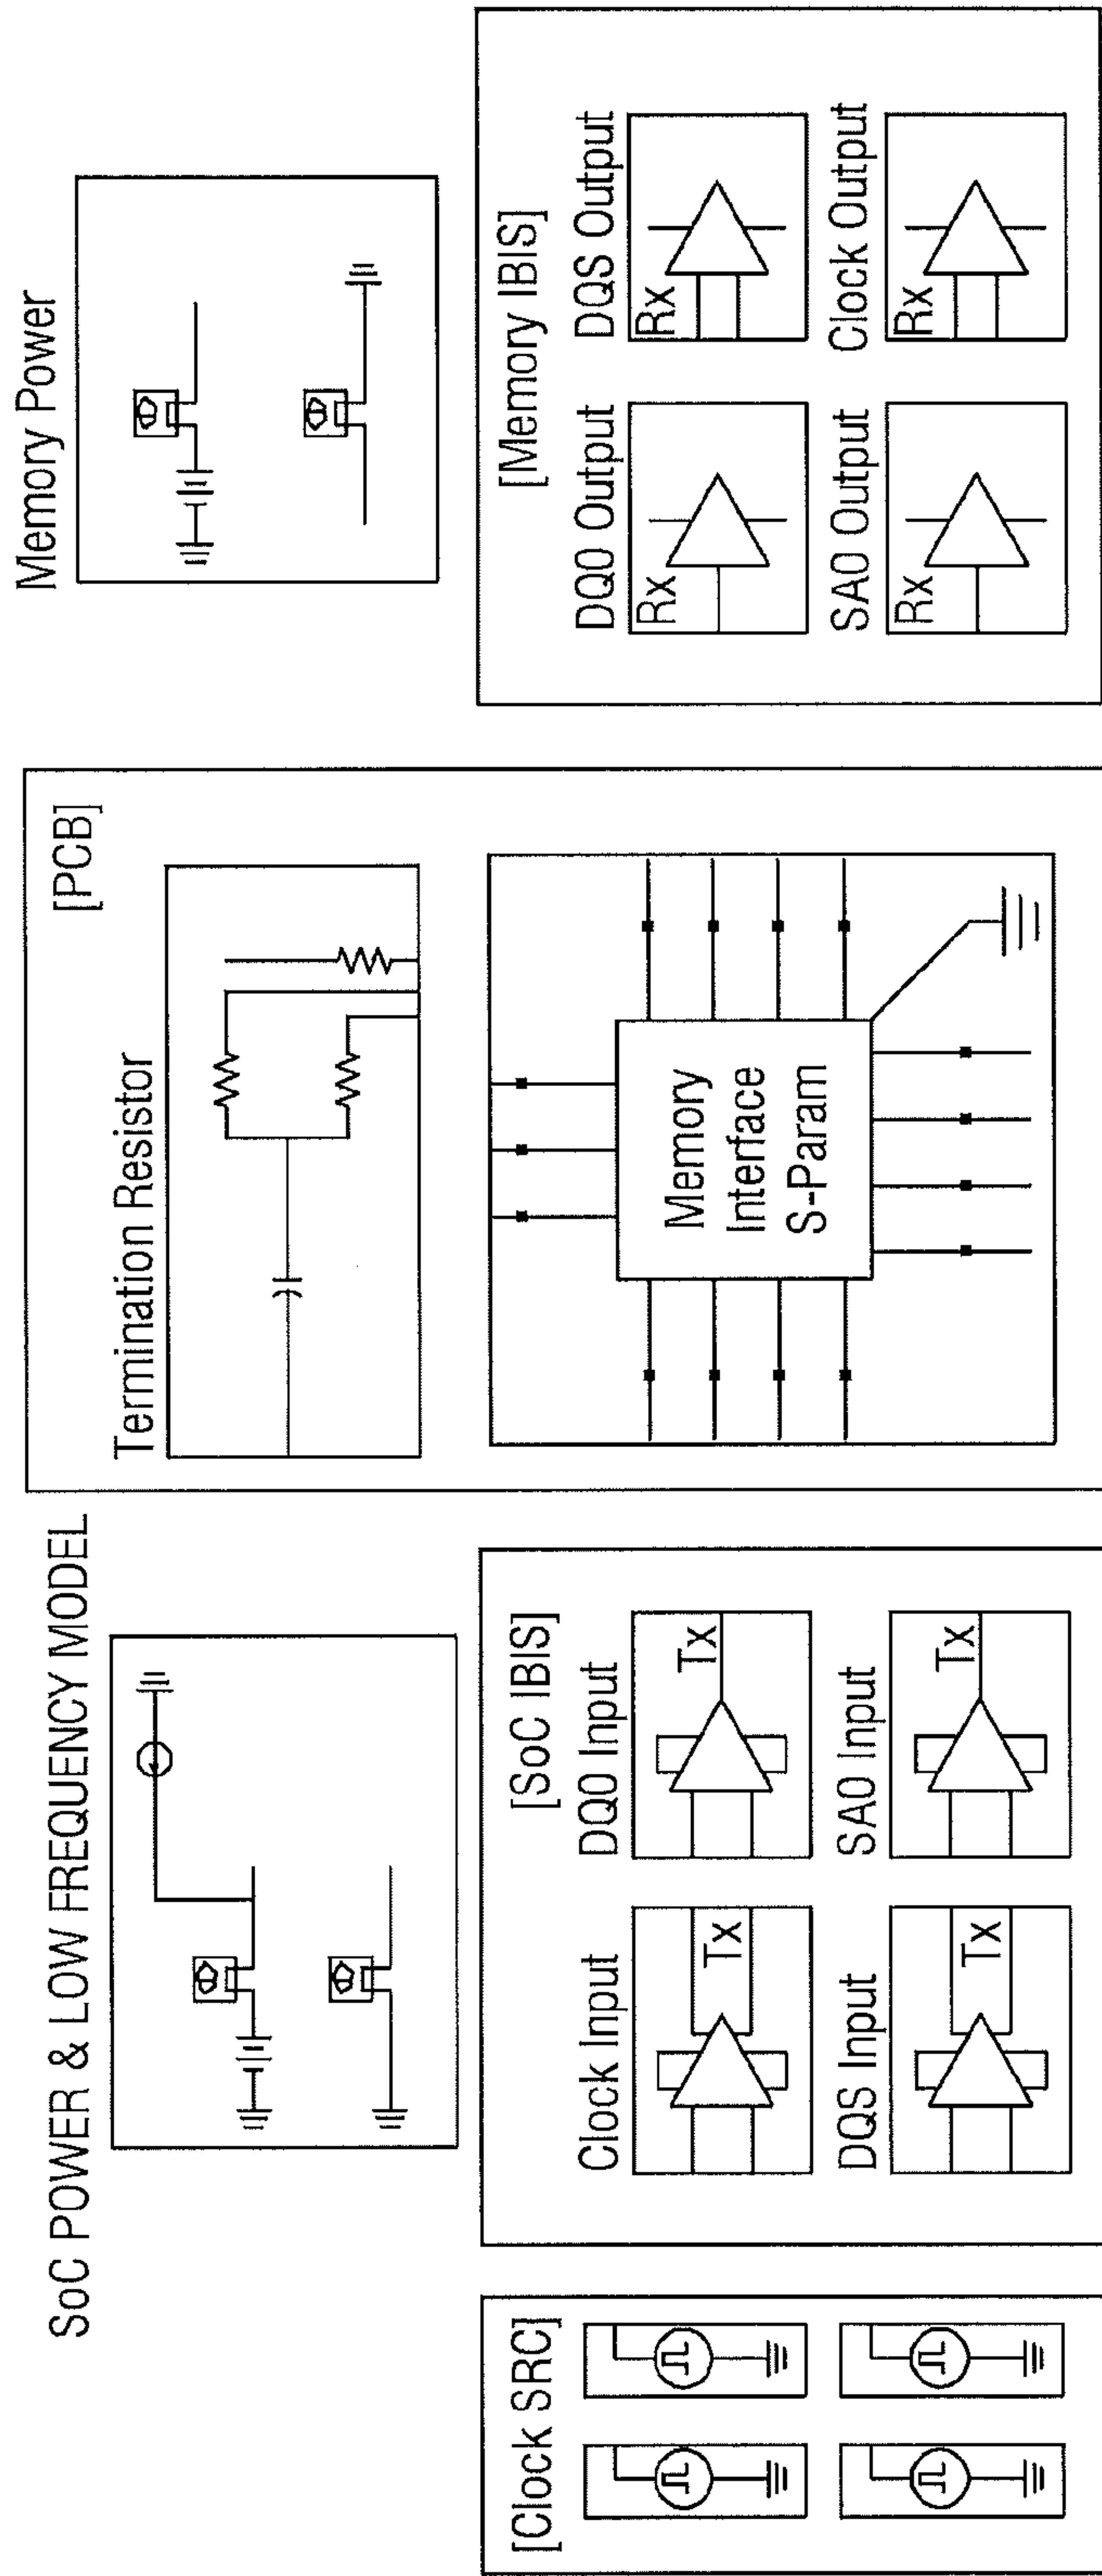 SoC POWER & LOW FREQUENCY MODEL
[Clock SRC]
[SoC IBIS]
Clock Input
Tx
DQ0 Input
Tx
DQS Input
Tx
SA0 Input
Tx
[PCB]
Termination Resistor
Memory
Interface
S-Param
Memory Power
[Memory IBIS]
DQ0 Output
Rx
DQS Output
Rx
SA0 Output
Rx
Clock Output
Rx